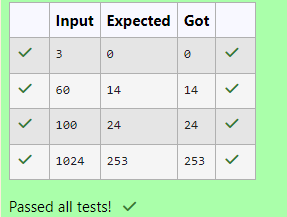 Input Expected Got
3 0 0
60 14 14
100 24 24
1024 253 253
Passed all tests!